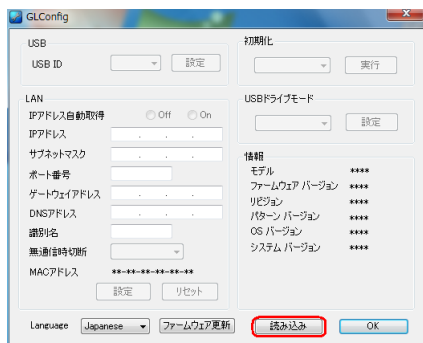 GLConfig
USB
USB ID
設定
LAN
IPアドレス自動取得
Off
On
IPアドレス
サブネットマスク
ポート番号
ゲートウェイアドレス
DNSアドレス
識別名
無通信時切断
MACアドレス
**-**-**-**-**-**
設定
リセット
初期化
実行
USBドライブモード
設定
情報
モデル ****
ファームウェア バージョン ****
リビジョン ****
パターン バージョン ****
OS バージョン ****
システム バージョン ****
Language
Japanese
ファームウェア更新
読み込み
OK